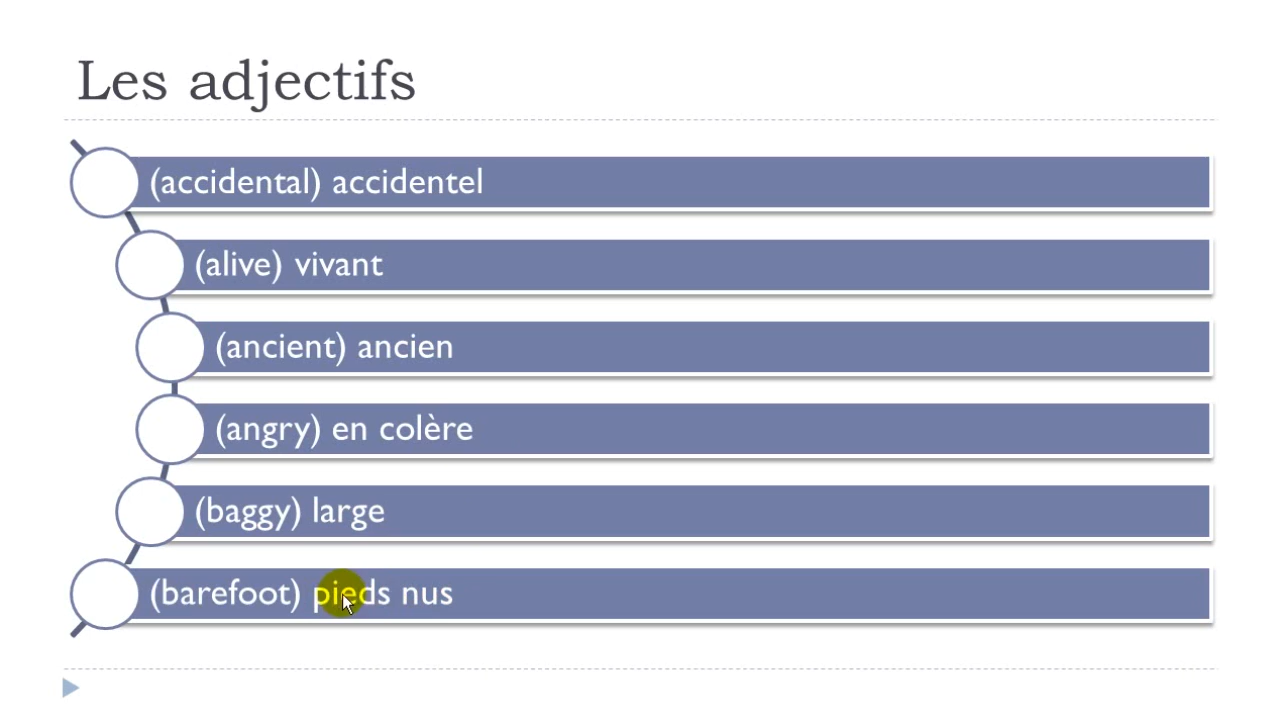 Les adjectifs
(accidental) accidentel
(alive) vivant
(ancient) ancien
(angry) en colère
(baggy) large
(barefoot) pieds nus